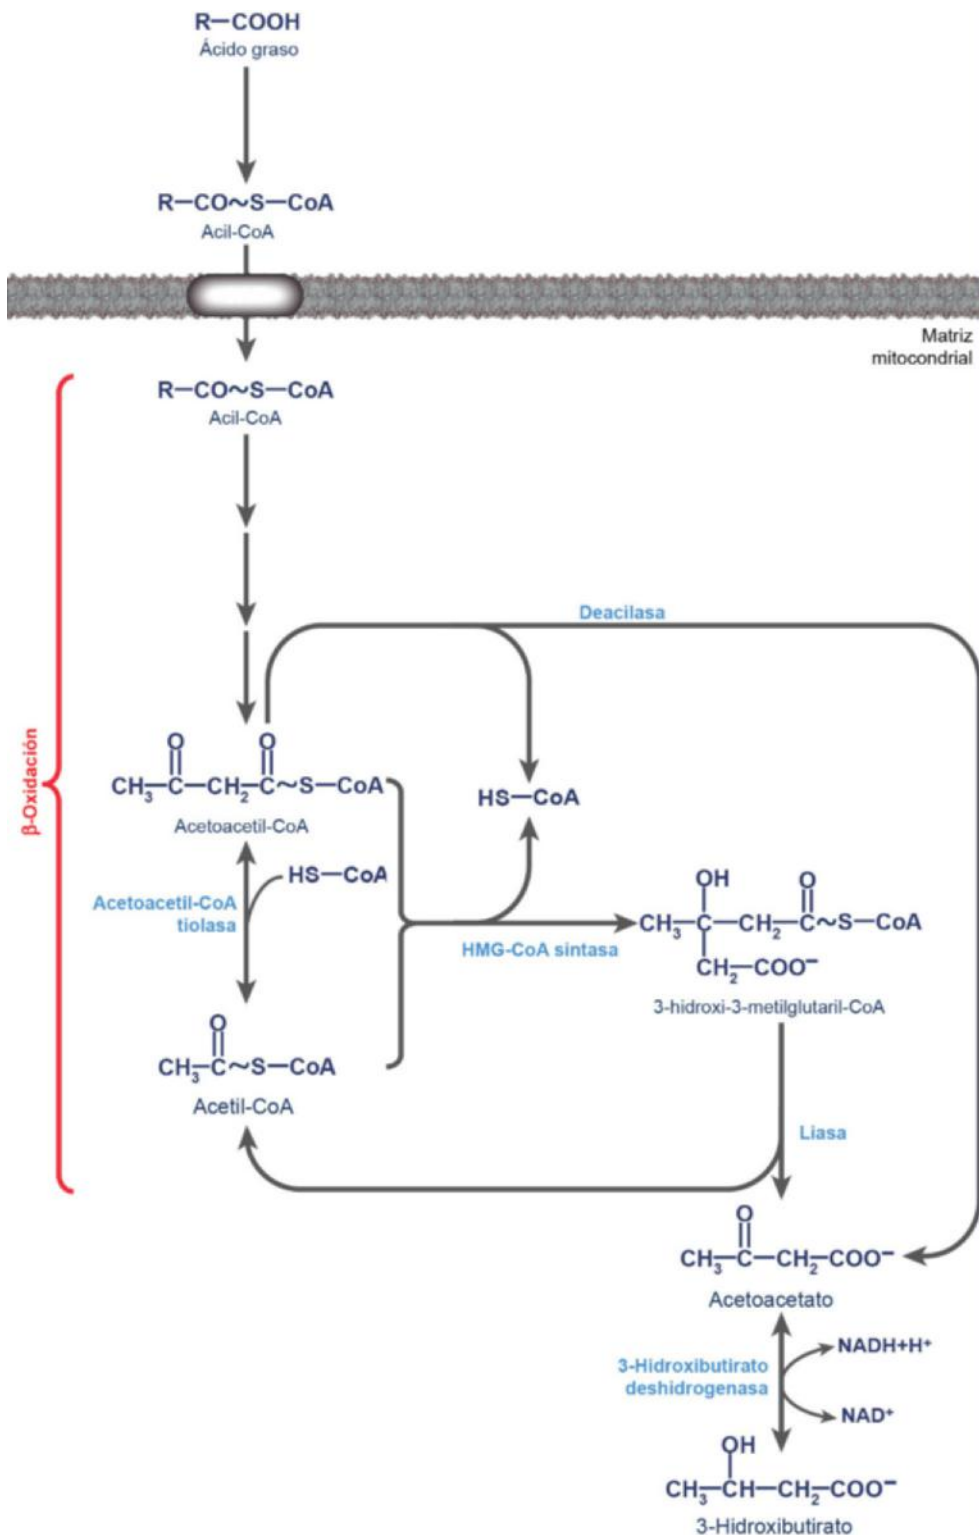 R—COOH
Ácido graso
R—CO~S—CoA
Acil-CoA
Matriz
mitocondrial
R—CO~S—CoA
Acil-CoA
β-Oxidación
Deacilasa
O O
CH₃—C—CH₂—C~S—CoA
Acetoacetil-CoA
HS—CoA
HS—CoA
Acetoacetil-CoA
tiolasa
HMG-CoA sintasa
OH O
CH₃—C—CH₂—C~S—CoA
CH₂—COO⁻
3-hidroxi-3-metilglutaril-CoA
O
CH₃—C~S—CoA
Acetil-CoA
Liasa
O
CH₃—C—CH₂—COO⁻
Acetoacetato
3-Hidroxibutirato
deshidrogenasa
NADH+H⁺
NAD⁺
OH
CH₃—CH—CH₂—COO⁻
3-Hidroxibutirato